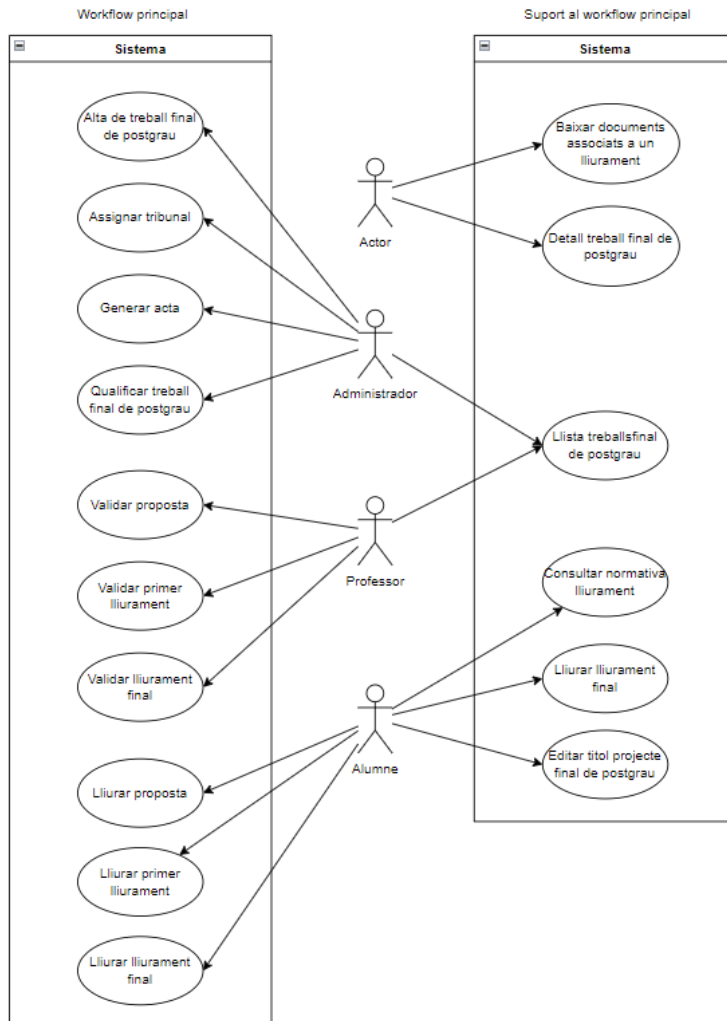 Workflow principal
Suport al workflow principal
Sistema
Sistema
Alta de treball final
de postgrau
Assignar tribunal
Generar acta
Qualificar treball
final de postgrau
Validar proposta
Validar primer
lliurament
Validar lliurament
final
Lliurar proposta
Lliurar primer
lliurament
Lliurar lliurament
final
Actor
Administrador
Professor
Alumne
Baixar documents
associats a un
lliurament
Detall treball final de
postgrau
Llista treballsfinal
de postgrau
Consultar normativa
lliurament
Lliurar lliurament
final
Editar titol projecte
final de postgrau